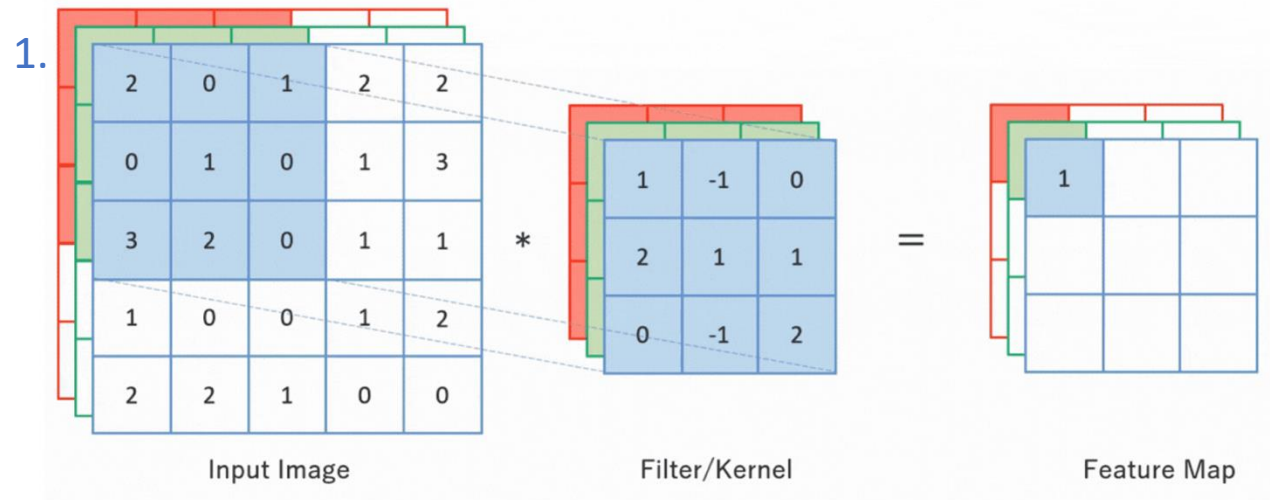 1.
2 0 1 2 2
0 1 0 1 3
3 2 0 1 1
1 0 0 1 2
2 2 1 0 0
*
1 -1 0
2 1 1
0 -1 2
=
1
Input Image
Filter/Kernel
Feature Map